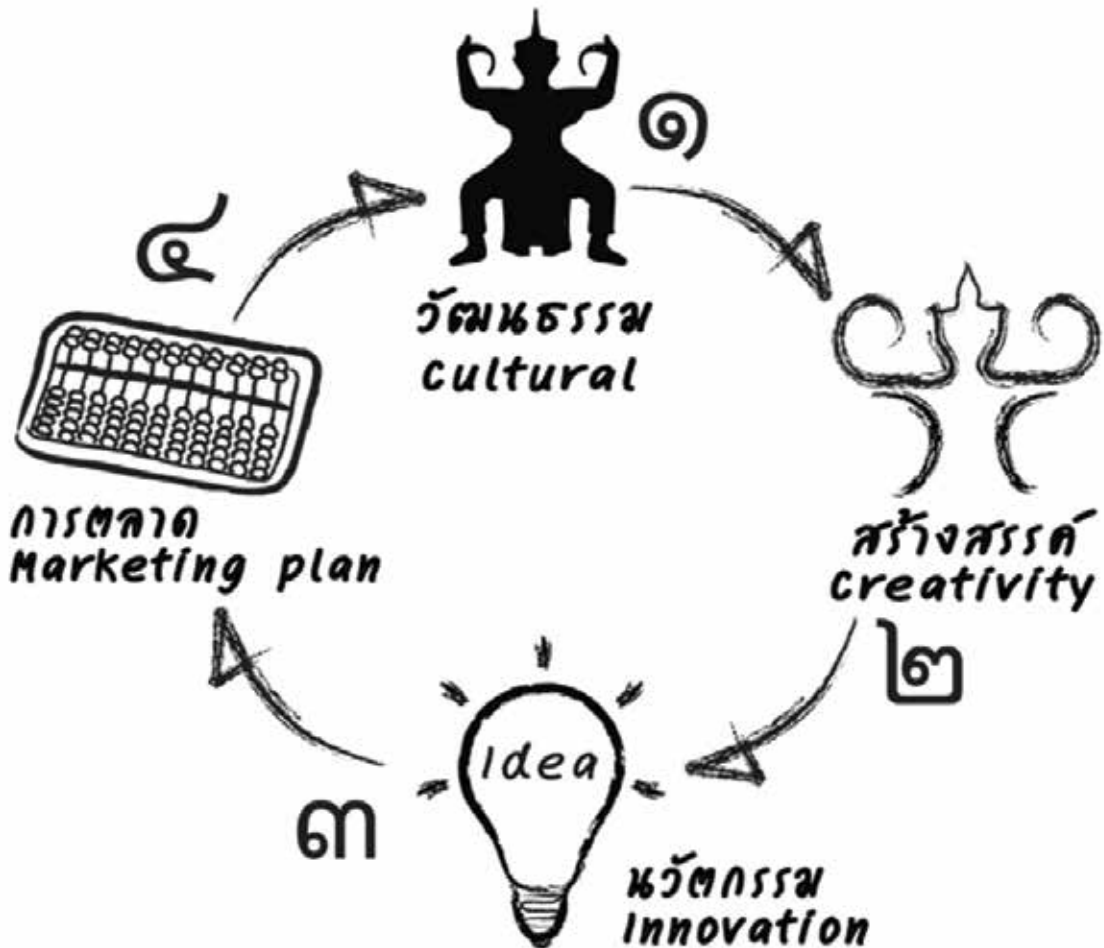 ๑
วัฒนธรรม
Cultural
๔
การตลาด
Marketing plan
สร้างสรรค์
Creativity
๒
Idea
๓
นวัตกรรม
Innovation